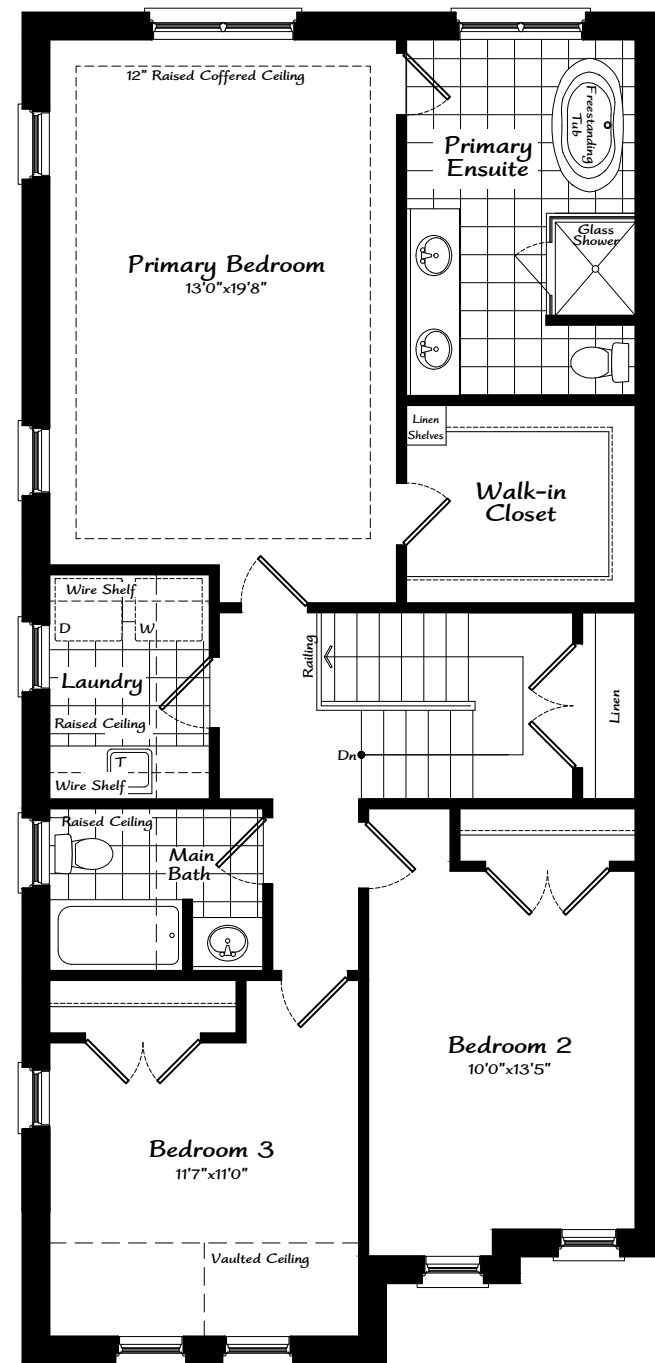 12" Raised Coffered Ceiling
Primary
Ensuite
Freestanding
Tub
Glass
Shower
Primary Bedroom
13'0"x19'8"
Linen
Shelves
Walk-in
Closet
Wire Shelf
D
W
Laundry
Raised Ceiling
T
Wire Shelf
Railing
Dn
Linen
Raised Ceiling
Main
Bath
Bedroom 2
10'0"x13'5"
Bedroom 3
11'7"x11'0"
Vaulted Ceiling